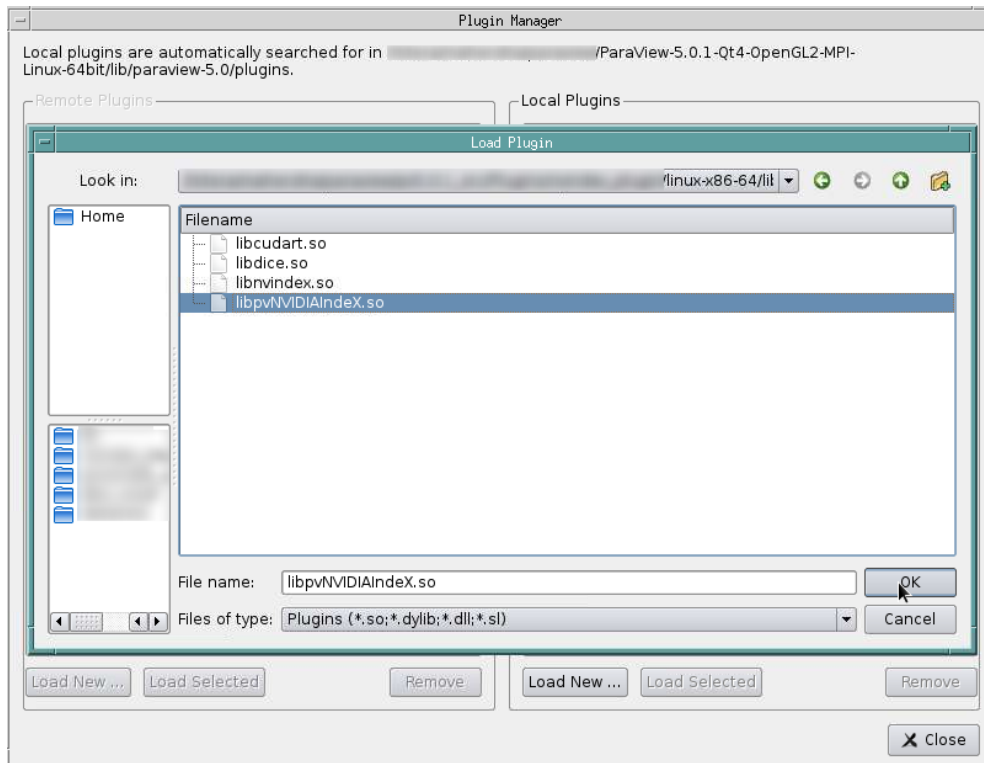 Plugin Manager
Local plugins are automatically searched for in /ParaView-5.0.1-Qt4-OpenGL2-MPI-
Linux-64bit/lib/paraview-5.0/plugins.
Remote Plugins
Local Plugins
Load Plugin
Look in: /linux-x86-64/lib
Home
Filename
libcudart.so
libdice.so
libnvindex.so
libpvNVIDIAIndeX.so
File name: libpvNVIDIAIndeX.so OK
Files of type: Plugins (*.so;*.dylib;*.dll;*.sl) Cancel
Load New ... Load Selected Remove Load New ... Load Selected Remove
Close